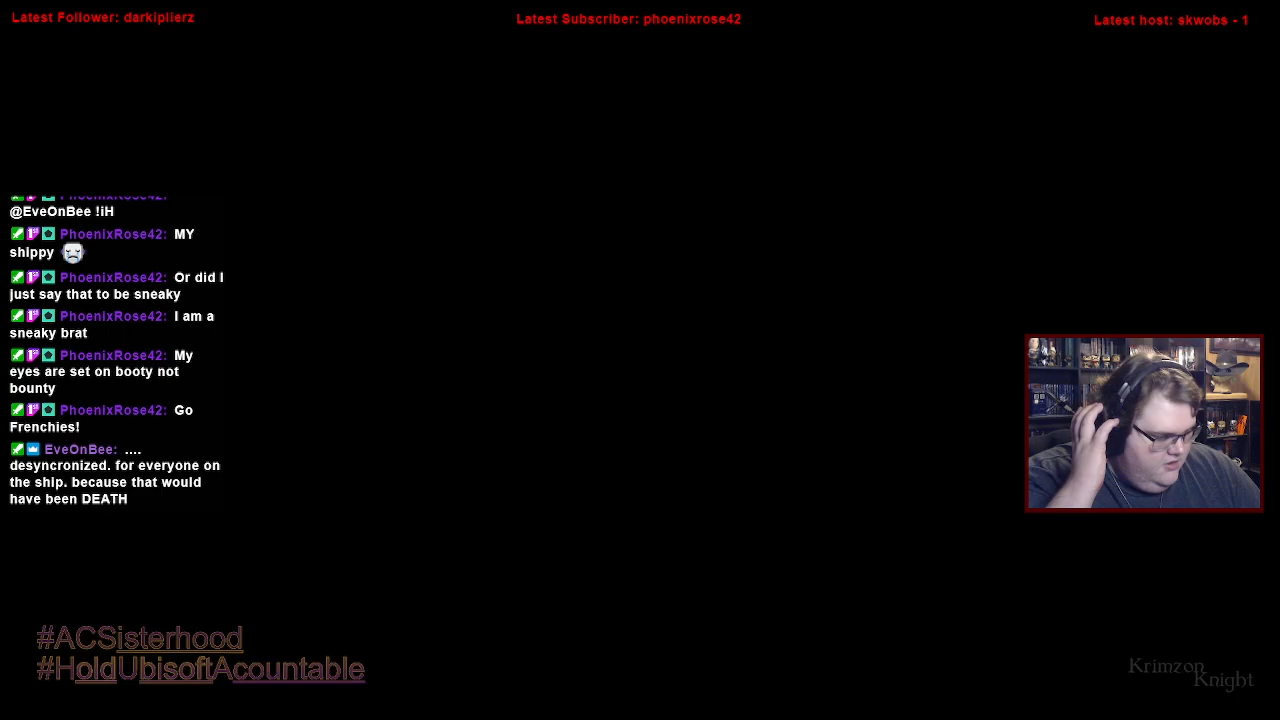 Latest Follower: darkiplierz
Latest Subscriber: phoenixrose42
Latest host: skwobs - 1
PhoenixRose42:
@EveOnBee !iH
PhoenixRose42: MY
shippy
PhoenixRose42: Or did I
just say that to be sneaky
PhoenixRose42: I am a
sneaky brat
PhoenixRose42: My
eyes are set on booty not
bounty
PhoenixRose42: Go
Frenchies!
EveOnBee: ....
desyncronized. for everyone on
the ship. because that would
have been DEATH
#ACSisterhood
#HoldUbisoftAcountable
Krimzon
Knight